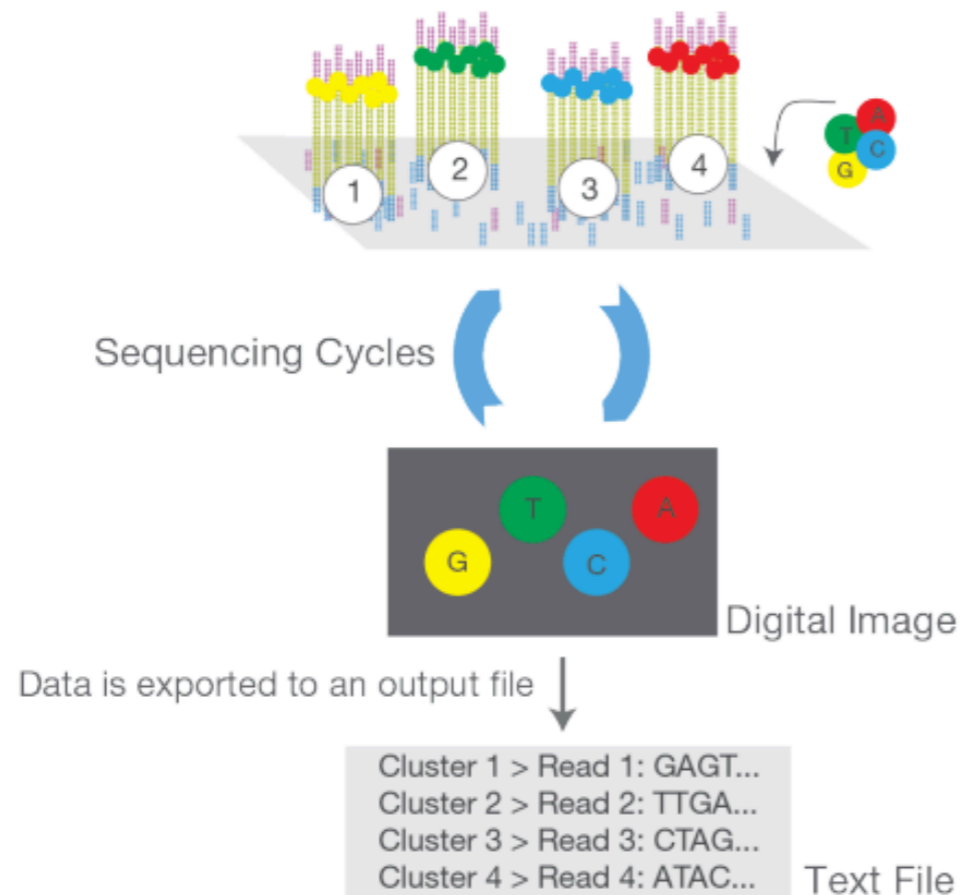 1
2
3
4
A
T
C
G
Sequencing Cycles
T
A
G
C
Digital Image
Data is exported to an output file
Cluster 1 > Read 1: GAGT...
Cluster 2 > Read 2: TTGA...
Cluster 3 > Read 3: CTAG...
Cluster 4 > Read 4: ATAC...
Text File